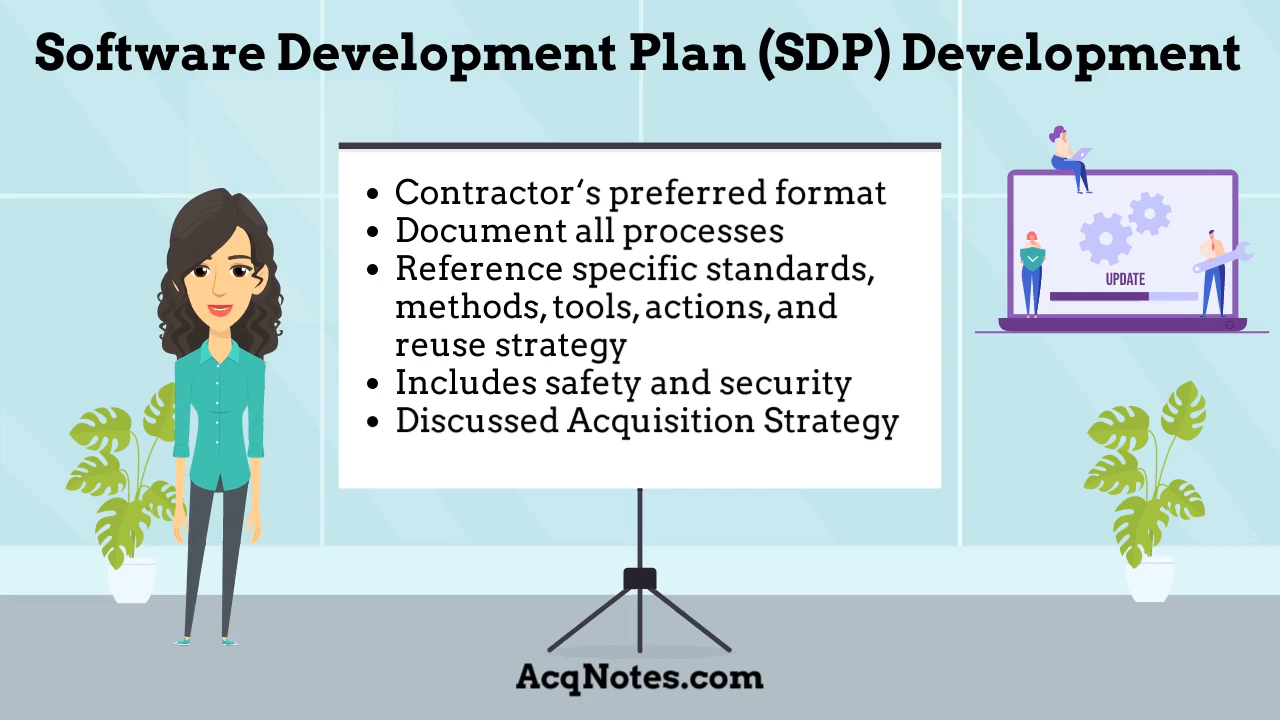 Software Development Plan (SDP) Development
• Contractor‘s preferred format
• Document all processes
• Reference specific standards,
methods, tools, actions, and
reuse strategy
• Includes safety and security
• Discussed Acquisition Strategy
UPDATE
AcqNotes.com